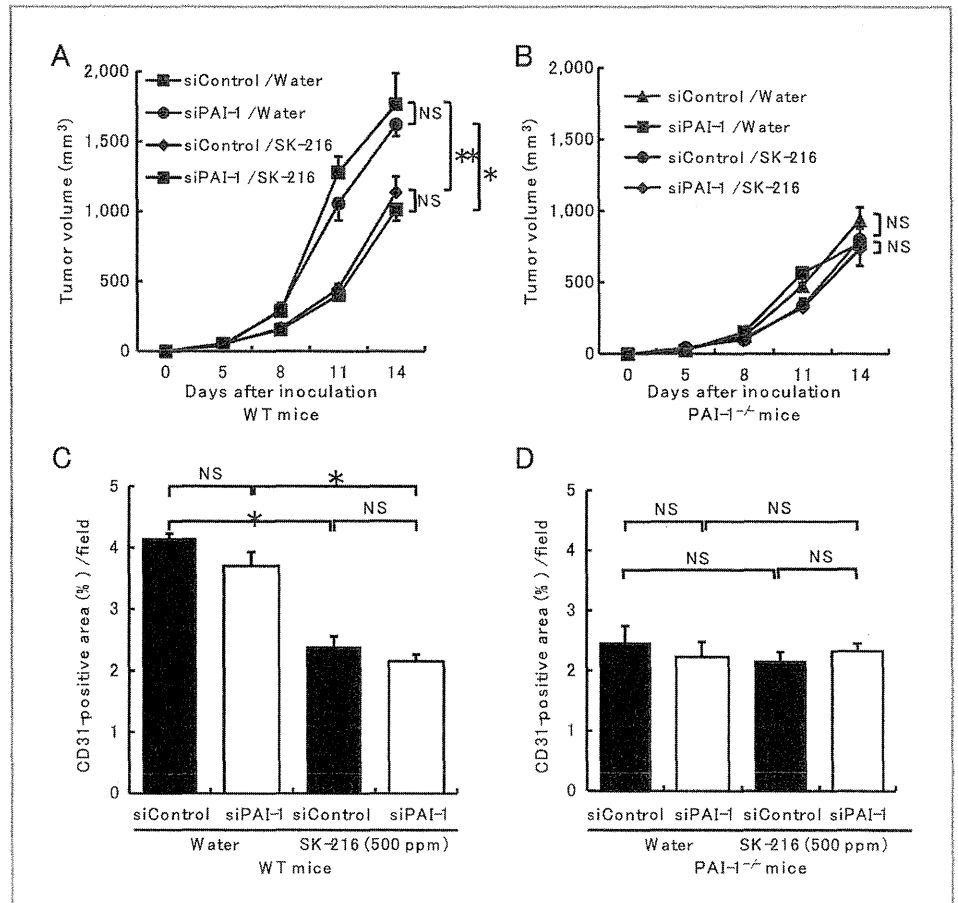 A
2,000
1,500
1,000
500
0
Tumor volume (mm³)
siControl/Water
siPAI-1/Water
siControl/SK-216
siPAI-1/SK-216
NS
NS
**
*
0 5 8 11 14
Days after inoculation
WT mice
B
2,000
1,500
1,000
500
0
Tumor volume (mm³)
siControl/Water
siPAI-1/Water
siControl/SK-216
siPAI-1/SK-216
NS
NS
0 5 8 11 14
Days after inoculation
PAI-1⁻/⁻ mice
C
5
4
3
2
1
0
CD31-positive area (%)/field
NS *
* NS
siControl siPAI-1 siControl siPAI-1
Water SK-216 (500 ppm)
WT mice
D
5
4
3
2
1
0
CD31-positive area (%)/field
NS NS
NS NS
siControl siPAI-1 siControl siPAI-1
Water SK-216 (500 ppm)
PAI-1⁻/⁻ mice